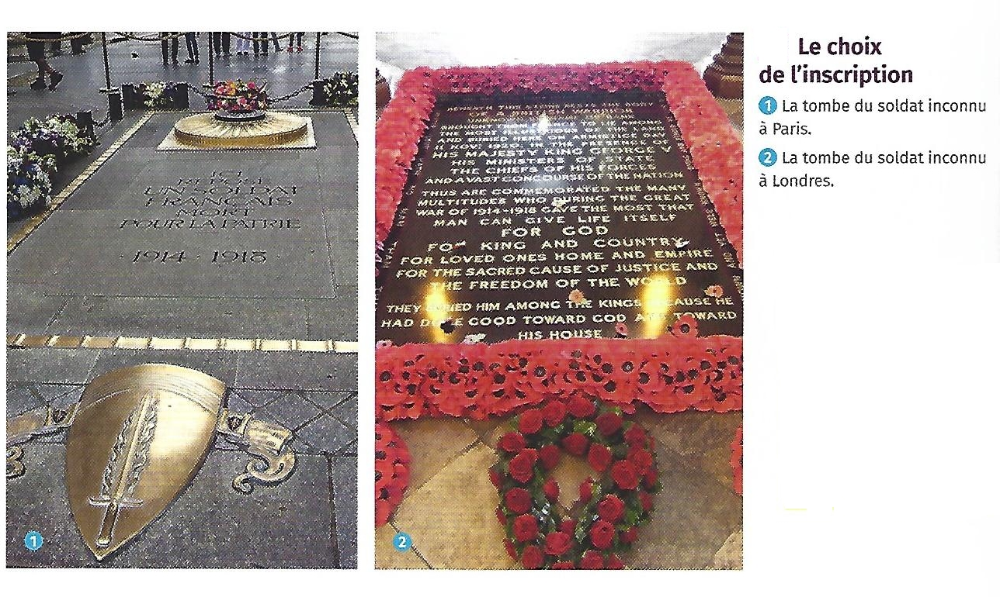 ICI
REPOSE
UN SOLDAT
FRANÇAIS
MORT
POUR LA PATRIE
· 1914 · 1918 ·
1
BENEATH THIS STONE RESTS THE BODY
OF A
BROUGHT FROM FRANCE TO LIE AMONG
THE MOST ILLUSTRIOUS OF THE
AND BURIED HERE ON ARMISTICE DAY
11 NOV: 1920, IN THE PRESENCE OF
HIS MAJESTY KING GEORGE V
HIS MINISTERS OF STATE
THE CHIEFS OF HIS FORCES
AND A VAST CONCOURSE OF THE NATION
THUS ARE COMMEMORATED THE MANY
MULTITUDES WHO DURING THE GREAT
WAR OF 1914-1918 GAVE THE MOST THAT
MAN CAN GIVE LIFE ITSELF
FOR GOD
FOR KING AND COUNTRY
FOR LOVED ONES HOME AND EMPIRE
FOR THE SACRED CAUSE OF JUSTICE AND
THE FREEDOM OF THE WORLD
THEY BURIED HIM AMONG THE KINGS BECAUSE HE
HAD DONE GOOD TOWARD GOD AND TOWARD
HIS HOUSE
2
Le choix
de l'inscription
1 La tombe du soldat inconnu
à Paris.
2 La tombe du soldat inconnu
à Londres.